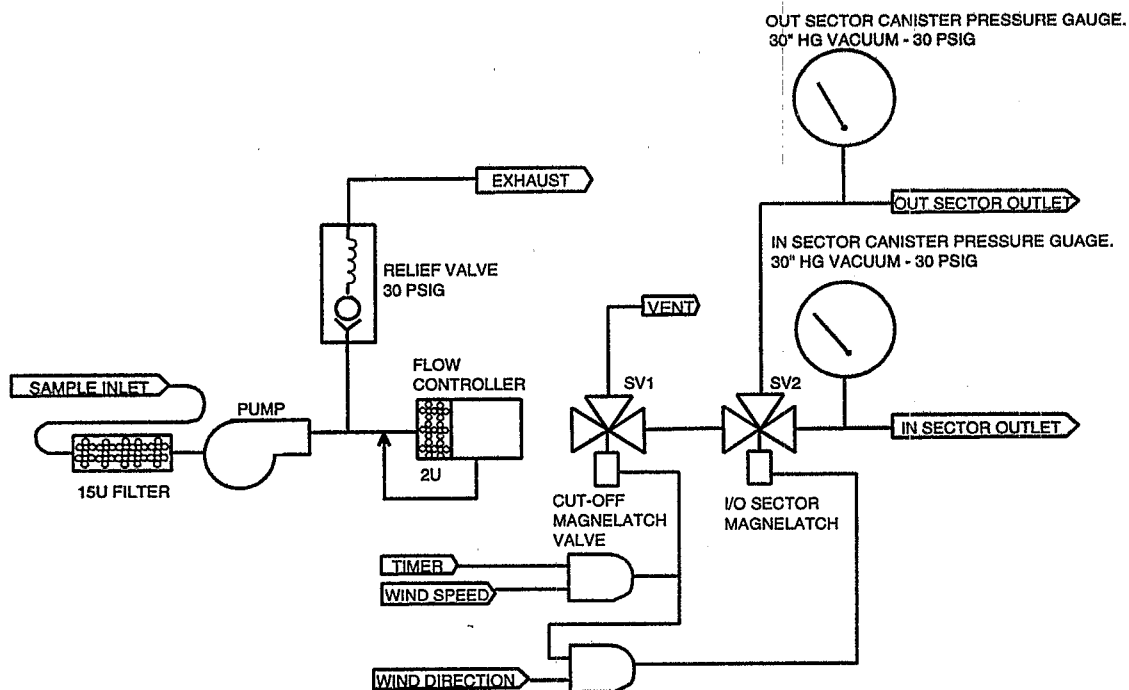 OUT SECTOR CANISTER PRESSURE GAUGE.
30" HG VACUUM - 30 PSIG
EXHAUST
OUT SECTOR OUTLET
IN SECTOR CANISTER PRESSURE GUAGE.
30" HG VACUUM - 30 PSIG
RELIEF VALVE
30 PSIG
VENT
FLOW
CONTROLLER
SAMPLE INLET
SV1
SV2
PUMP
IN SECTOR OUTLET
2U
15U FILTER
CUT-OFF
MAGNELATCH
VALVE
I/O SECTOR
MAGNELATCH
TIMER
WIND SPEED
WIND DIRECTION